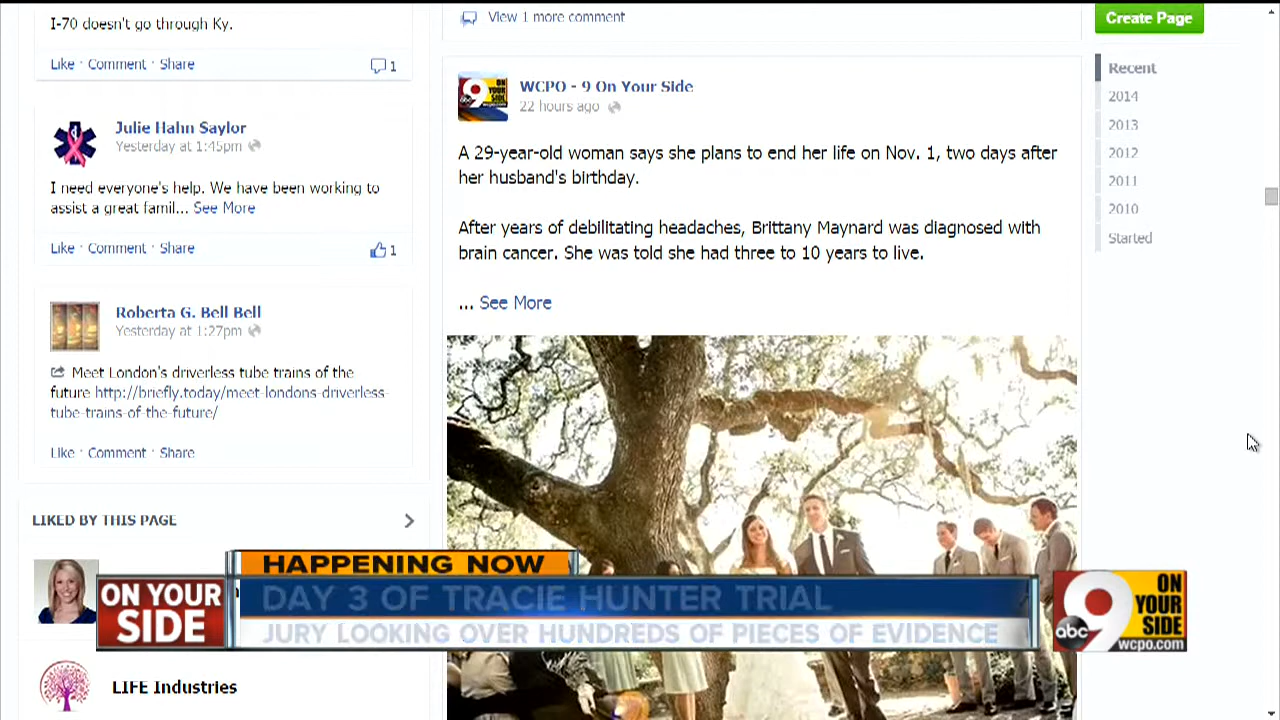 I-70 doesn't go through Ky.
Like · Comment · Share
1
Julie Hahn Saylor
Yesterday at 1:45pm
I need everyone's help. We have been working to
assist a great famil... See More
Like · Comment · Share
1
Roberta G. Bell Bell
Yesterday at 1:27pm
Meet London's driverless tube trains of the
future http://briefly.today/meet-londons-driverless-
tube-trains-of-the-future/
Like · Comment · Share
LIKED BY THIS PAGE
LIFE Industries
View 1 more comment
WCPO - 9 On Your Side
22 hours ago
9 ON YOUR SIDE
abc
wcpo.com
A 29-year-old woman says she plans to end her life on Nov. 1, two days after
her husband's birthday.
After years of debilitating headaches, Brittany Maynard was diagnosed with
brain cancer. She was told she had three to 10 years to live.
... See More
Create Page
Recent
2014
2013
2012
2011
2010
Started
HAPPENING NOW
ON YOUR
SIDE
DAY 3 OF TRACIE HUNTER TRIAL
JURY LOOKING OVER HUNDREDS OF PIECES OF EVIDENCE
9
abc
ON
YOUR
SIDE
wcpo.com